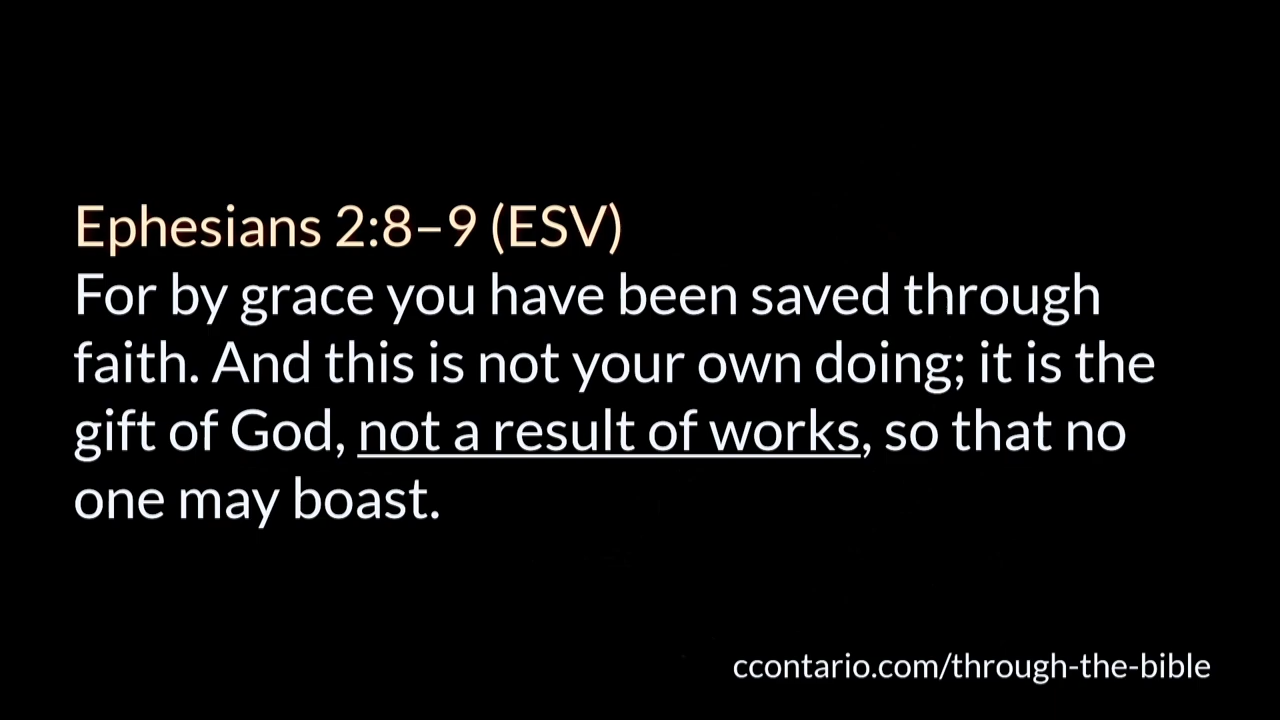 Ephesians 2:8–9 (ESV)
For by grace you have been saved through
faith. And this is not your own doing; it is the
gift of God, not a result of works, so that no
one may boast.
ccontario.com/through-the-bible